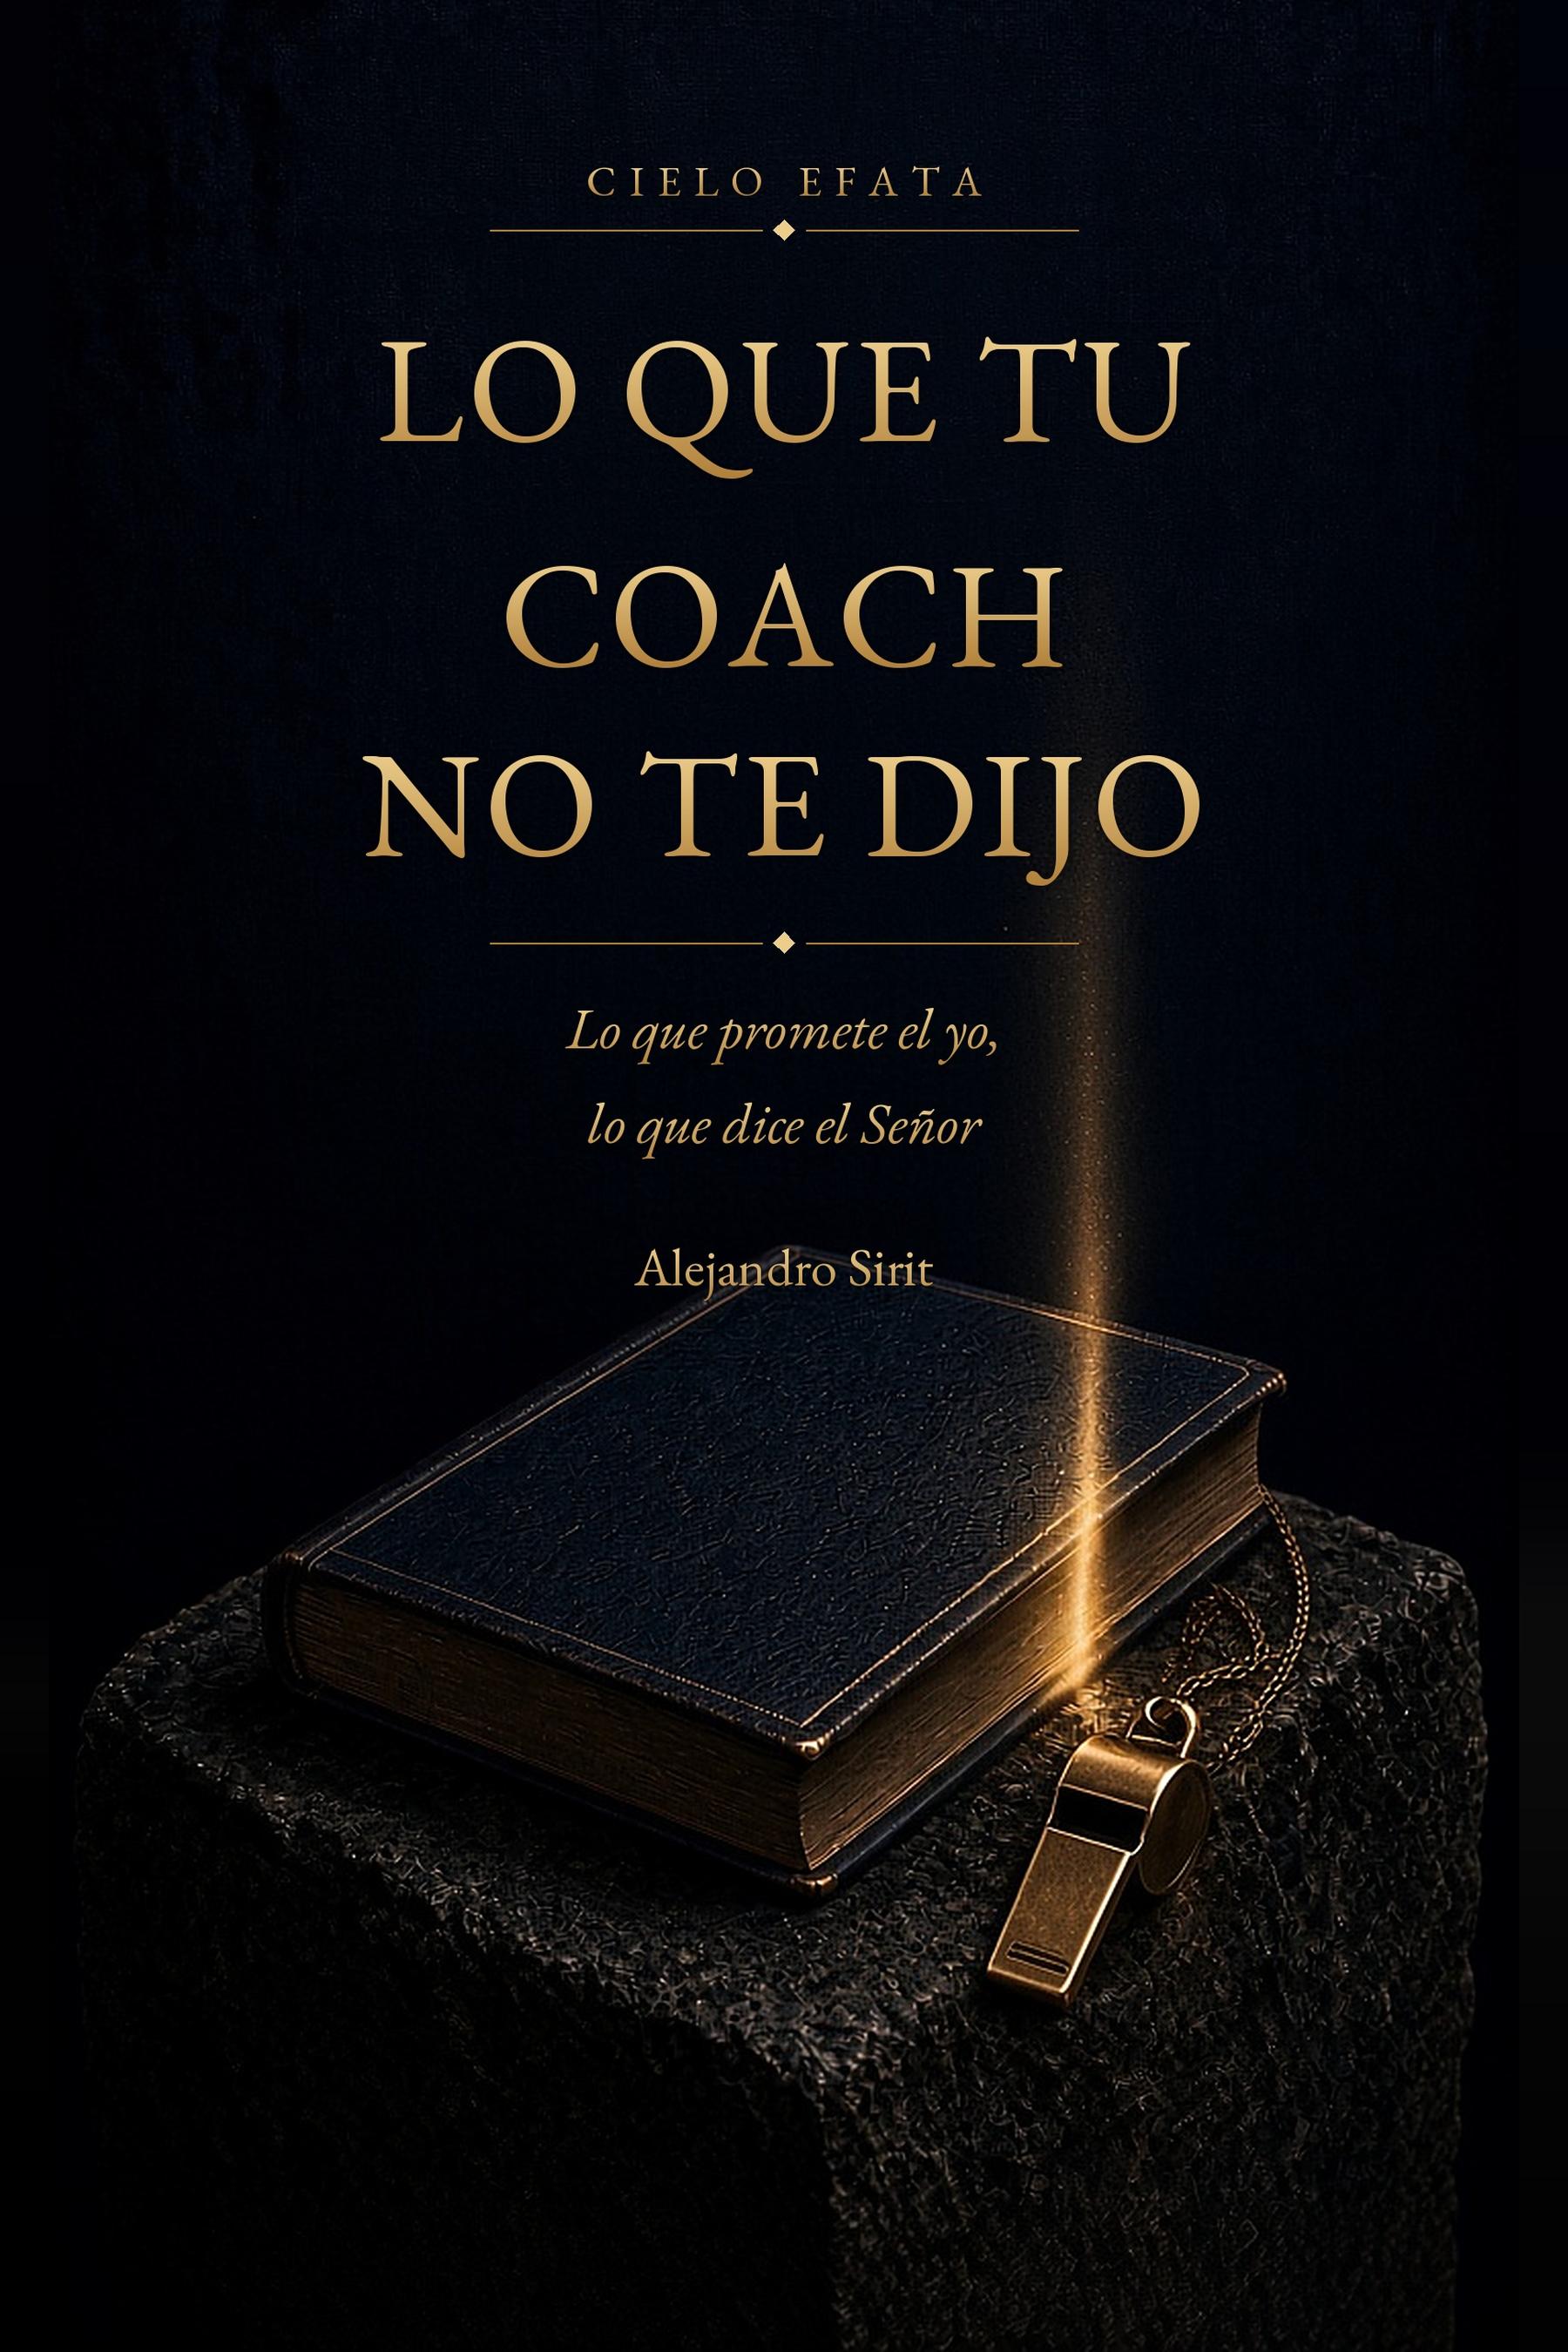 CIELO EFATA
LO QUE TU
COACH
NO TE DIJO
Lo que promete el yo,
lo que dice el Señor
Alejandro Sirit